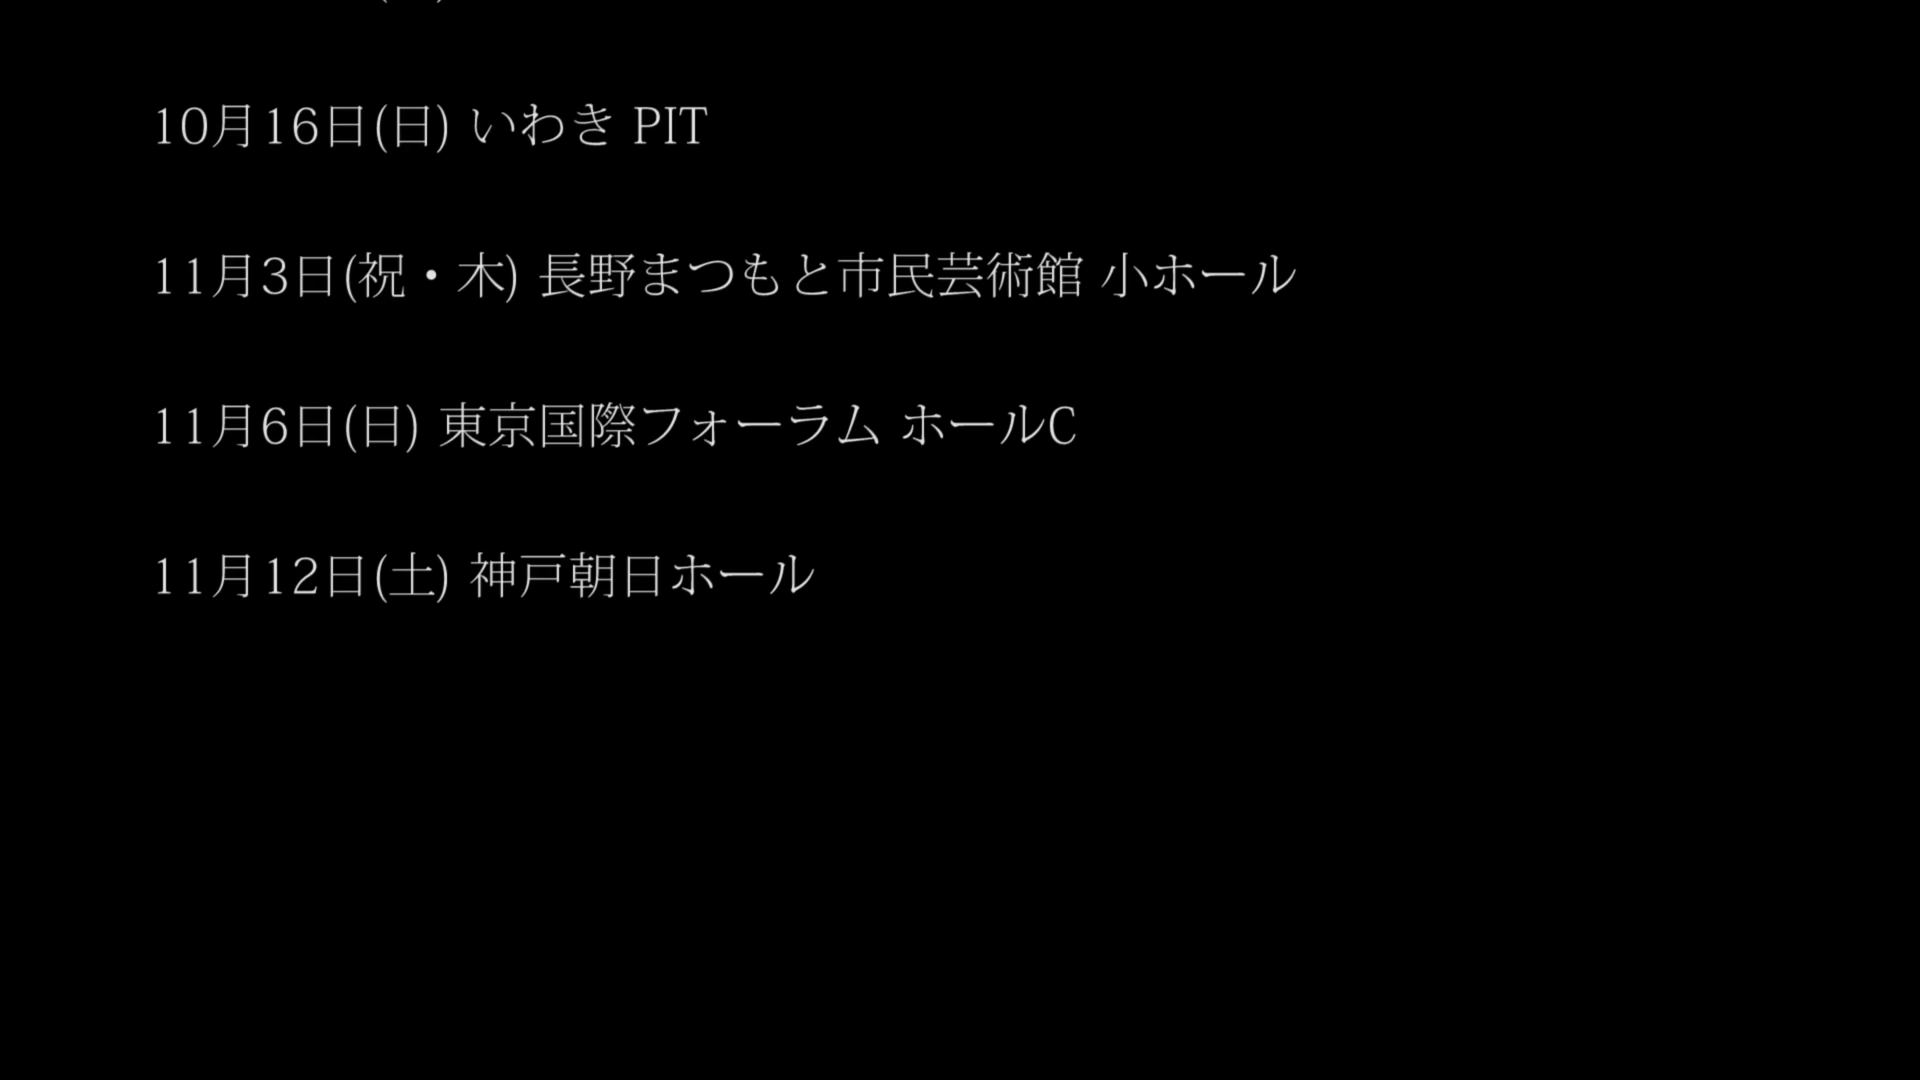 10月16日(日) いわき PIT
11月3日(祝・木) 長野まつもと市民芸術館 小ホール
11月6日(日) 東京国際フォーラム ホールC
11月12日(土) 神戸朝日ホール